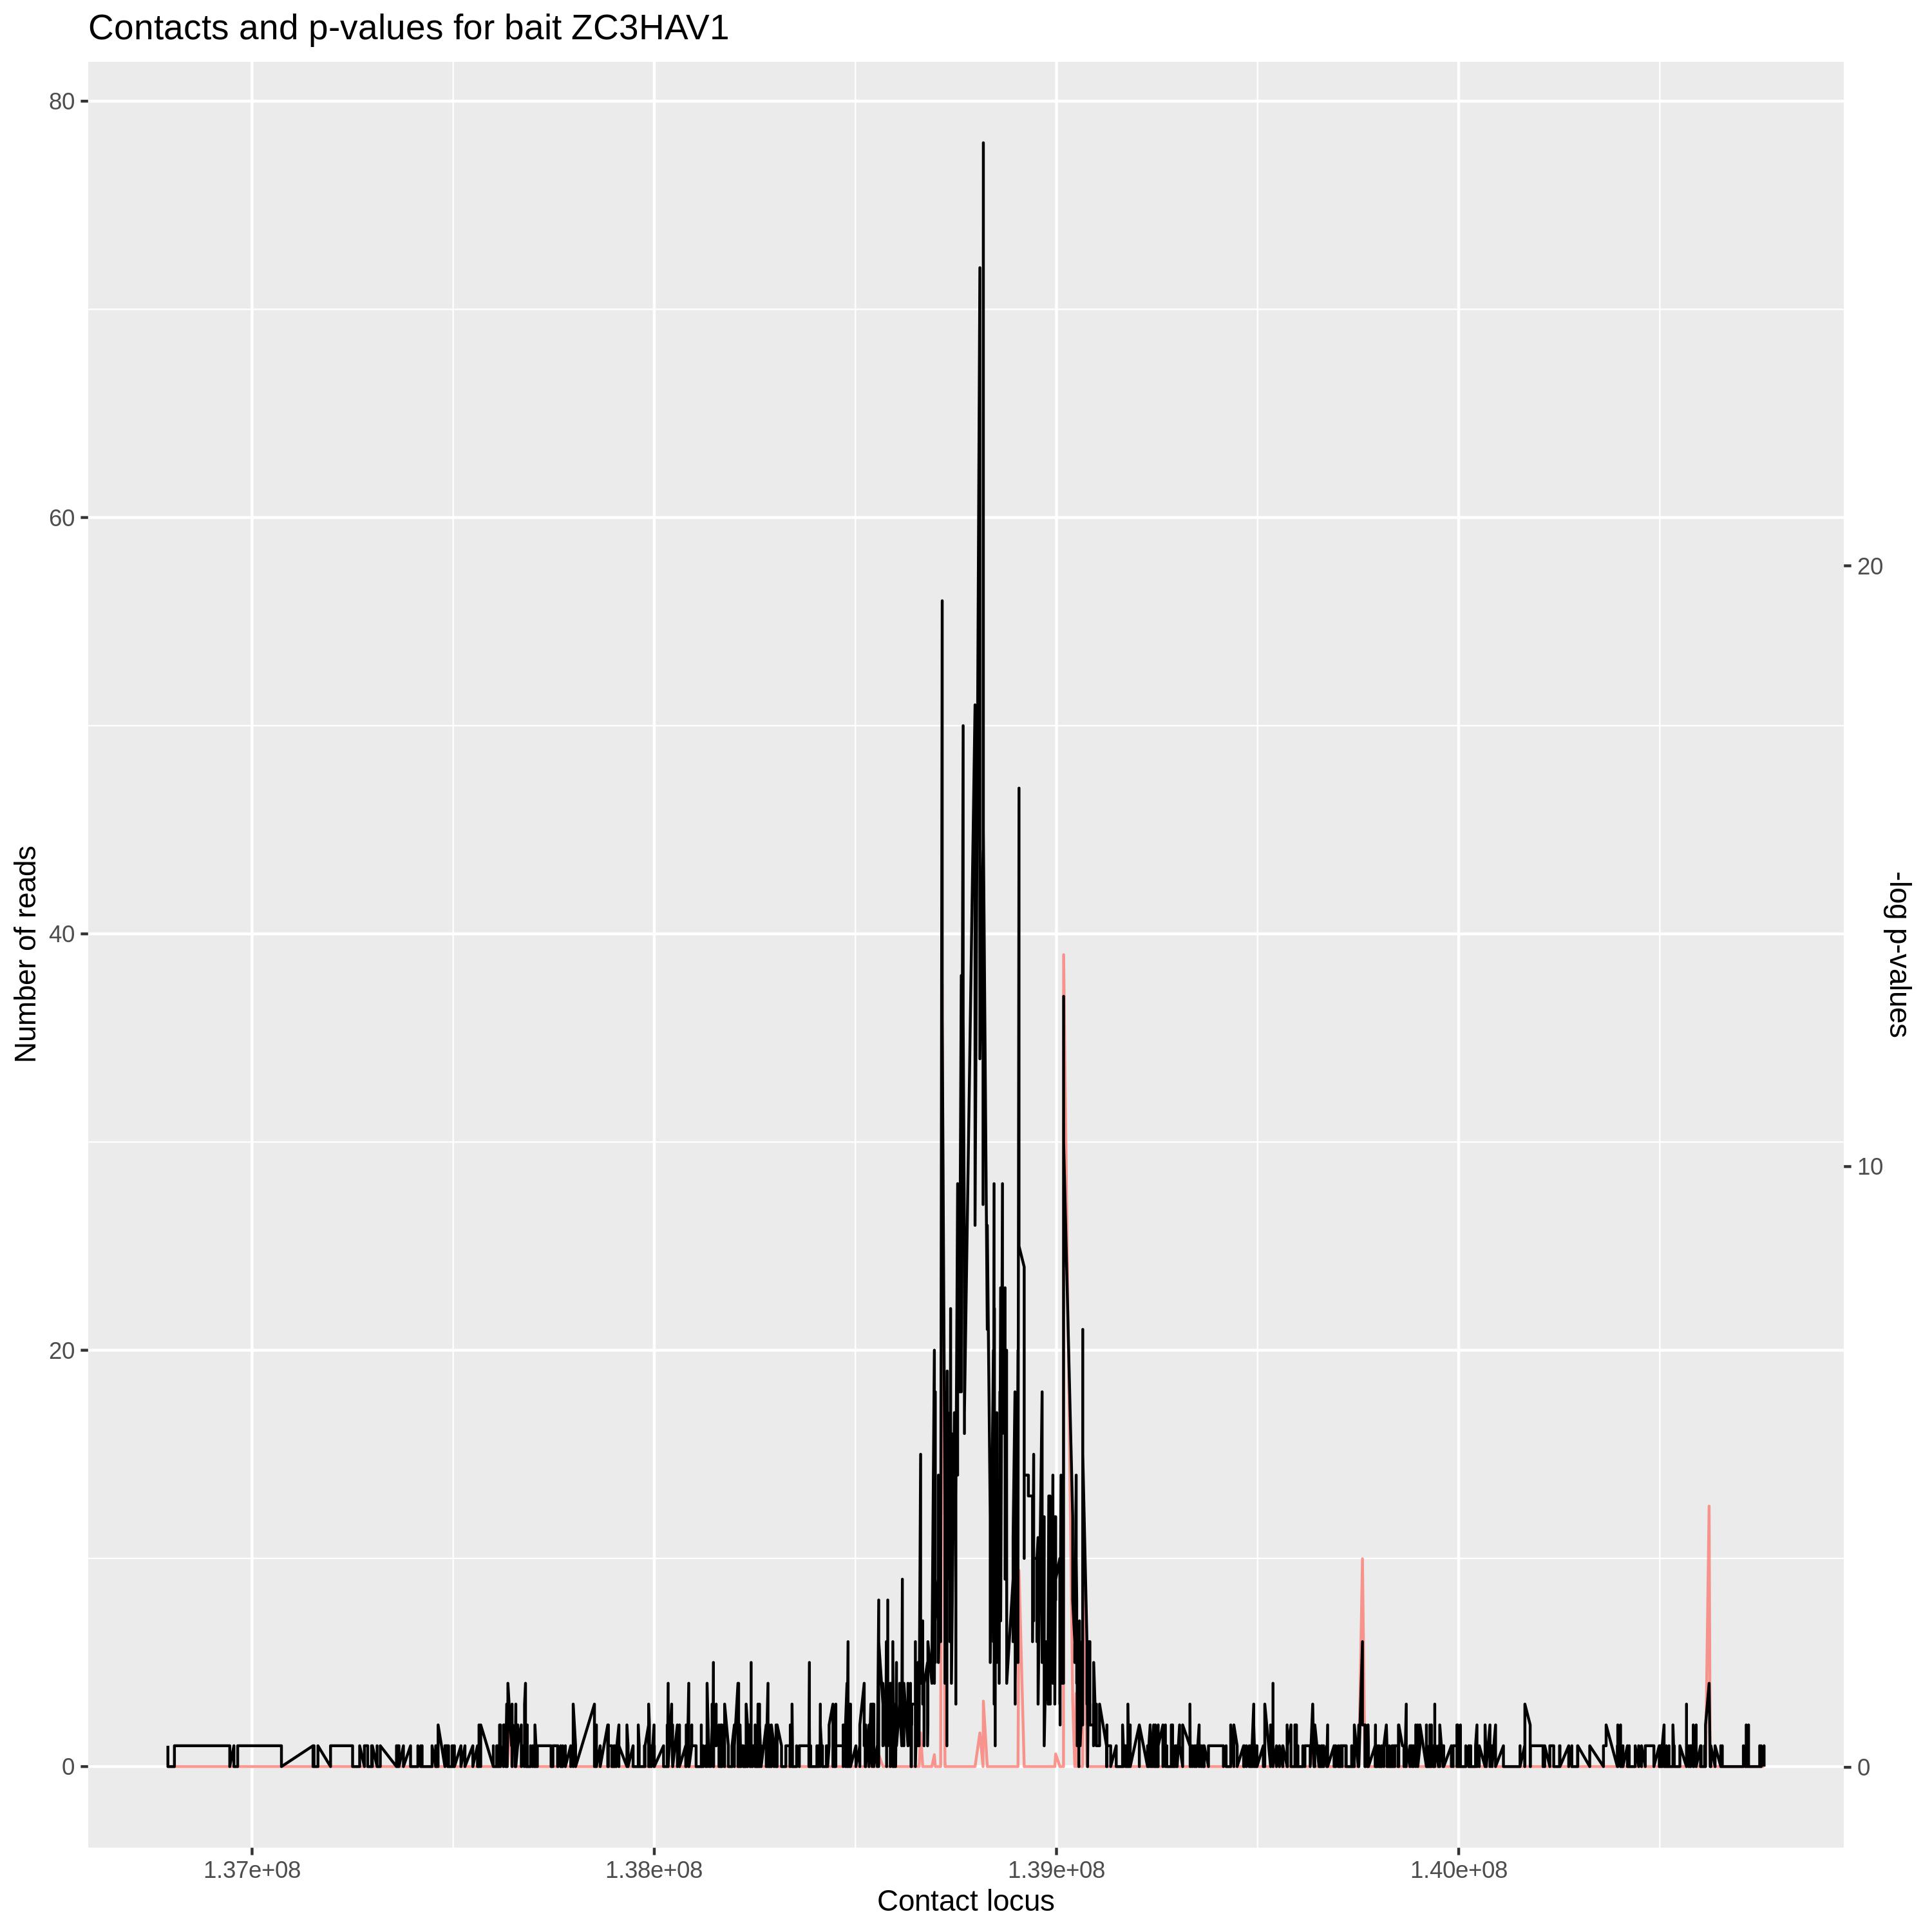 Contacts and p-values for bait ZC3HAV1
80
60
40
20
0
Number of reads
20
10
0
-log p-values
1.37e+08
1.38e+08
1.39e+08
1.40e+08
Contact locus